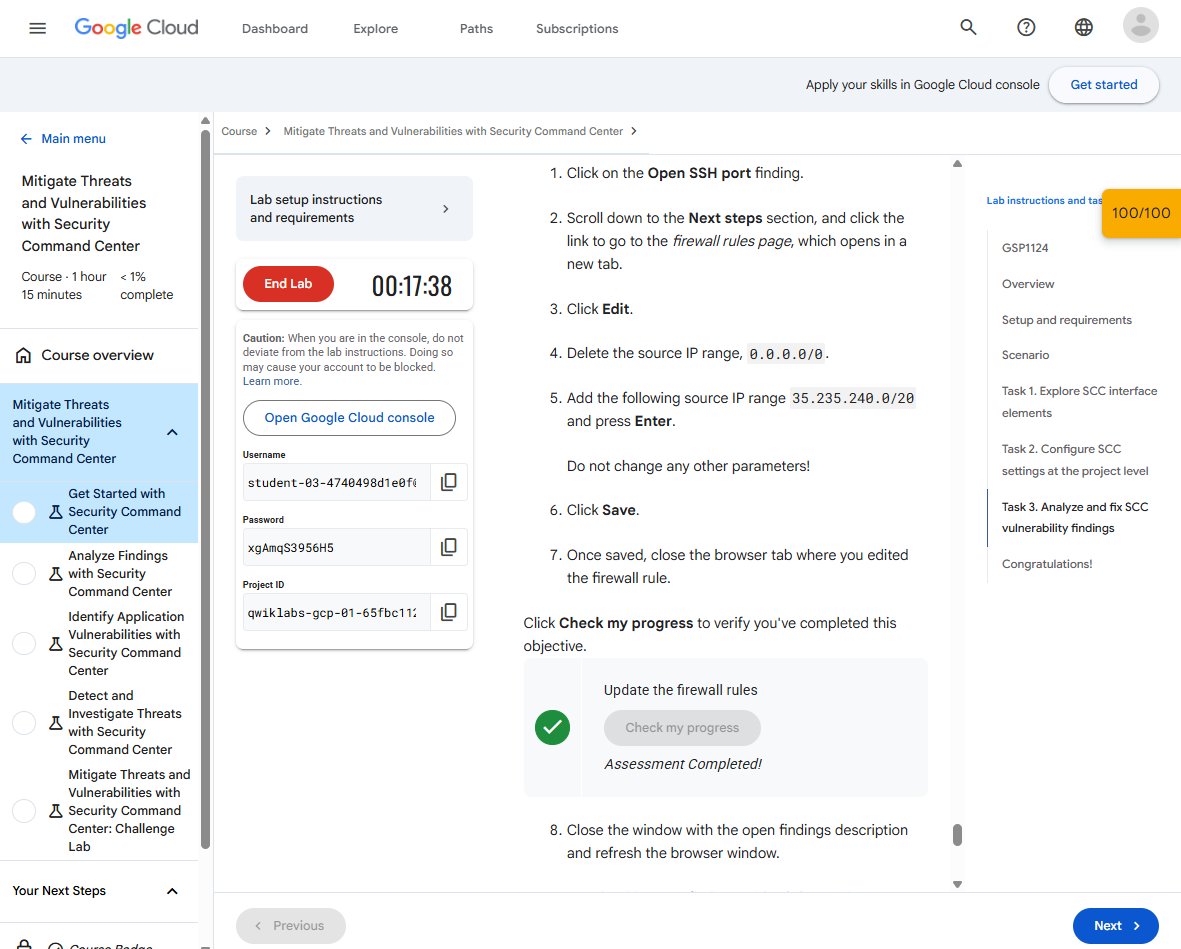 Google Cloud
Dashboard
Explore
Paths
Subscriptions
Apply your skills in Google Cloud console
Get started
Main menu
Mitigate Threats
and Vulnerabilities
with Security
Command Center
Course · 1 hour
15 minutes
< 1%
complete
Course overview
Mitigate Threats
and Vulnerabilities
with Security
Command Center
Get Started with
Security Command
Center
Analyze Findings
with Security
Command Center
Identify Application
Vulnerabilities with
Security Command
Center
Detect and
Investigate Threats
with Security
Command Center
Mitigate Threats and
Vulnerabilities with
Security Command
Center: Challenge
Lab
Your Next Steps
Course Badge
Course
Mitigate Threats and Vulnerabilities with Security Command Center
Lab setup instructions
and requirements
End Lab
00:17:38
Caution: When you are in the console, do not
deviate from the lab instructions. Doing so
may cause your account to be blocked.
Learn more.
Open Google Cloud console
Username
student-03-4740498d1e0f
Password
xgAmqS3956H5
Project ID
qwiklabs-gcp-01-65fbc112
1. Click on the Open SSH port finding.
2. Scroll down to the Next steps section, and click the
link to go to the firewall rules page, which opens in a
new tab.
3. Click Edit.
4. Delete the source IP range, 0.0.0.0/0.
5. Add the following source IP range 35.235.240.0/20
and press Enter.
Do not change any other parameters!
6. Click Save.
7. Once saved, close the browser tab where you edited
the firewall rule.
Click Check my progress to verify you've completed this
objective.
Update the firewall rules
Check my progress
Assessment Completed!
8. Close the window with the open findings description
and refresh the browser window.
Lab instructions and tas
100/100
GSP1124
Overview
Setup and requirements
Scenario
Task 1. Explore SCC interface
elements
Task 2. Configure SCC
settings at the project level
Task 3. Analyze and fix SCC
vulnerability findings
Congratulations!
Previous
Next